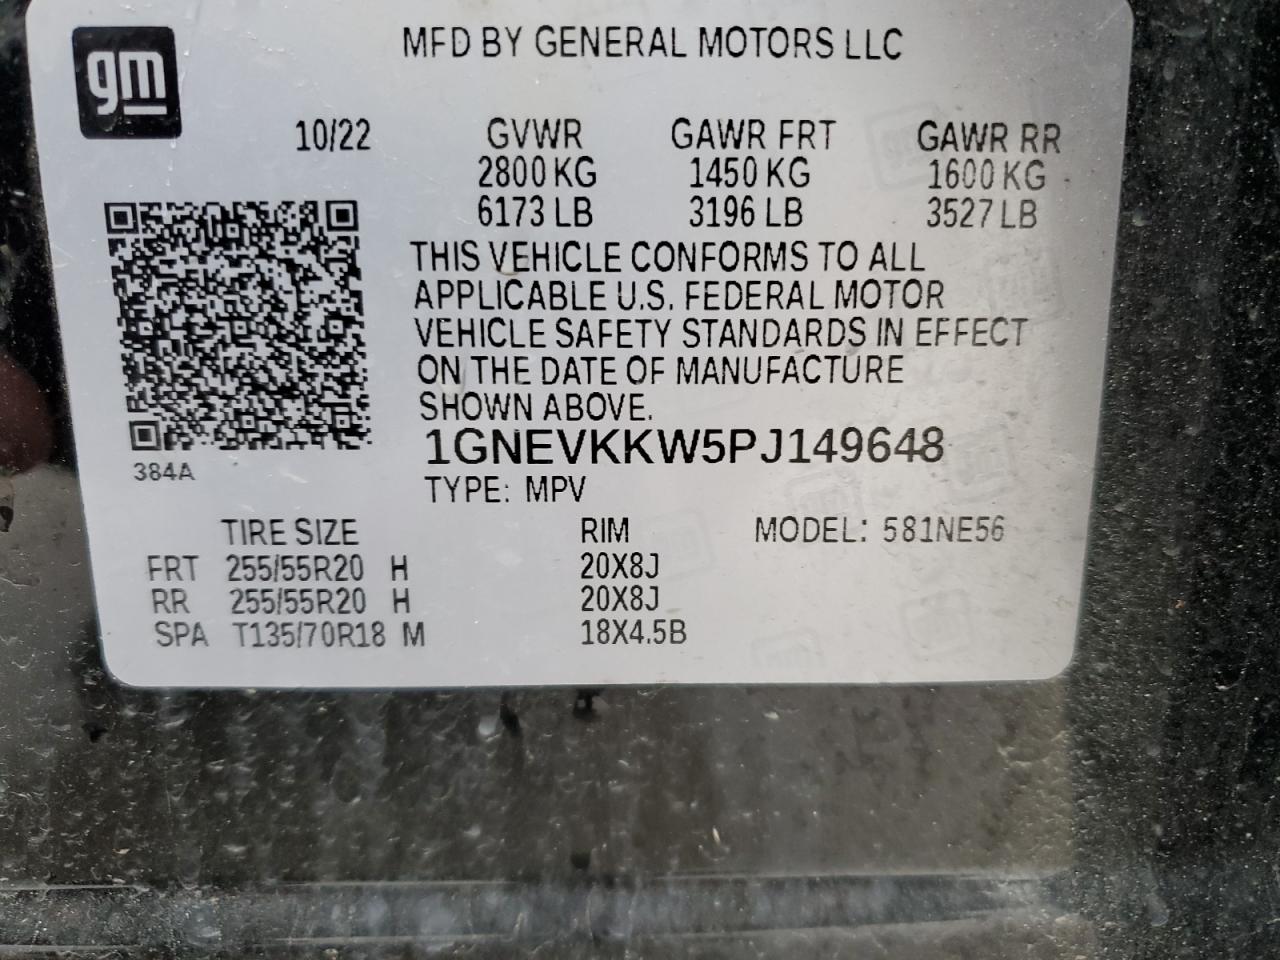 gm
MFD BY GENERAL MOTORS LLC
10/22 GVWR GAWR FRT GAWR RR
2800 KG 1450 KG 1600 KG
6173 LB 3196 LB 3527 LB
THIS VEHICLE CONFORMS TO ALL
APPLICABLE U.S. FEDERAL MOTOR
VEHICLE SAFETY STANDARDS IN EFFECT
ON THE DATE OF MANUFACTURE
SHOWN ABOVE.
1GNEVKKW5PJ149648
384A
TYPE: MPV
TIRE SIZE RIM MODEL: 581NE56
FRT 255/55R20 H 20X8J
RR 255/55R20 H 20X8J
SPA T135/70R18 M 18X4.5B